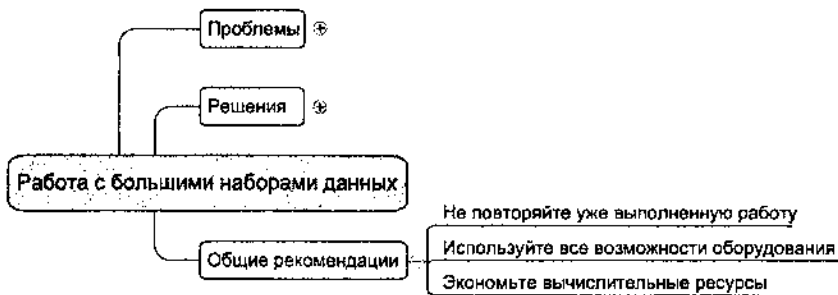 Проблемы
Решения
Работа с большими наборами данных
Не повторяйте уже выполненную работу
Общие рекомендации
Используйте все возможности оборудования
Экономьте вычислительные ресурсы